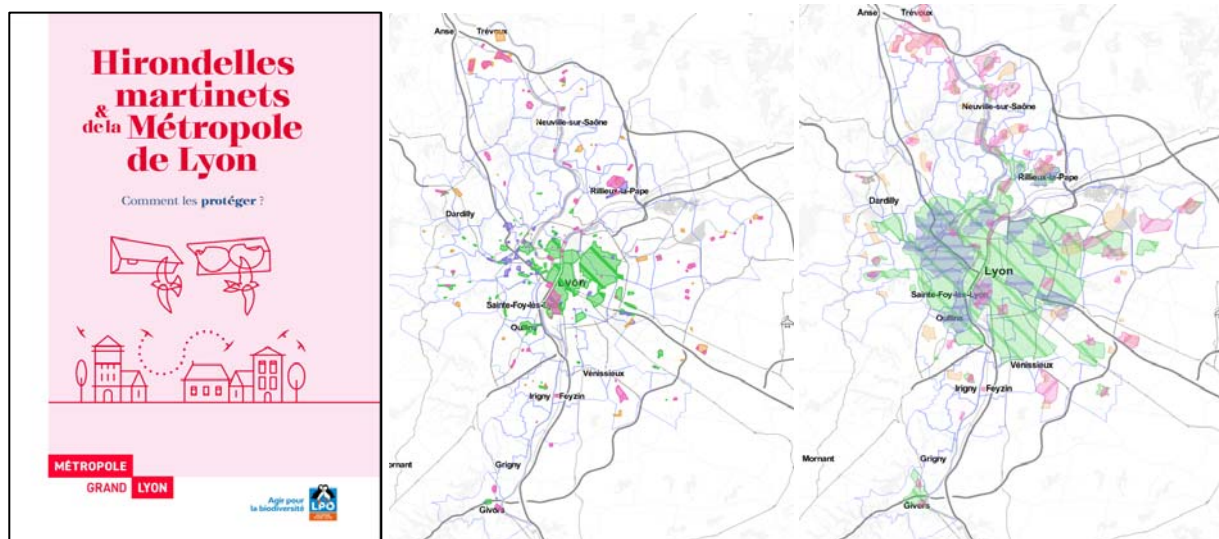 Hirondelles
martinets
& de la Métropole
de Lyon
Comment les protéger ?
MÉTROPOLE
GRAND LYON
Agir pour
la biodiversité
LPO
Anse
Trévoux
Neuville-sur-Saône
Rillieux-la-Pape
Dardilly
Lyon
Sainte-Foy-lès-Lyon
Oullins
Vénissieux
Irigny
Feyzin
Grigny
Givors
Anse
Trévoux
Neuville-sur-Saône
Rillieux-la-Pape
Dardilly
Lyon
Sainte-Foy-lès-Lyon
Oullins
Vénissieux
Irigny
Feyzin
Mornant
Grigny
Givors